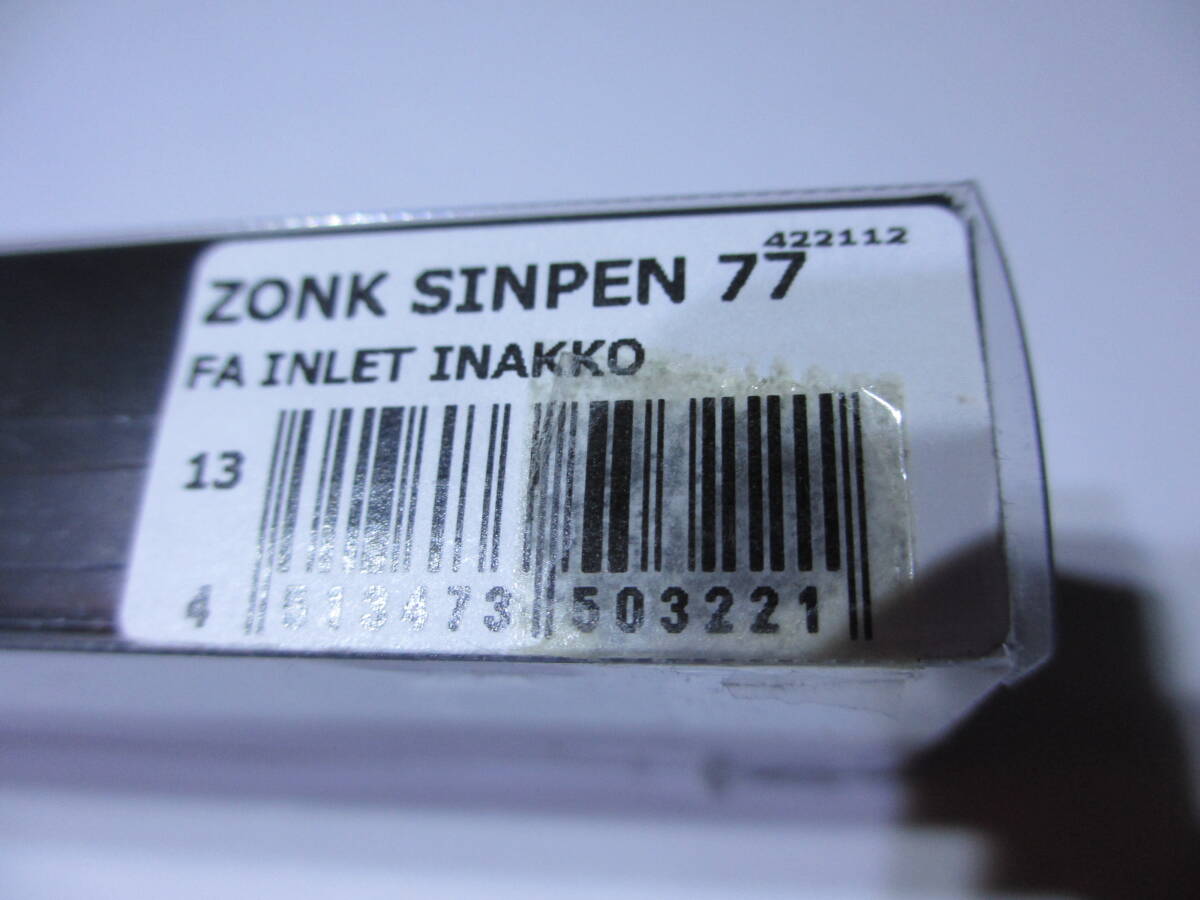 422112
ZONK SINPEN 77
FA INLET INAKKO
13
4 513473 503221